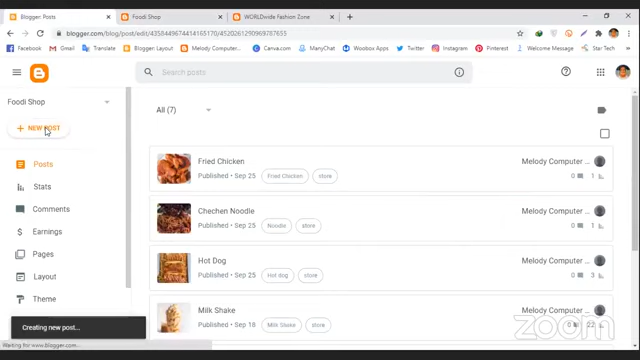 Blogger: Posts
Foodi Shop
WORLDwide Fashion Zone
blogger.com/blog/post/edit/435844967441416517​0/4520261290969787655
Facebook
Gmail
Translate
Blogger: Layout
Melody Computer ...
Canva.com
ManyChat
Woobox Apps
Twitter
Instagram
Pinterest
Welcome Message
Star Tech
Search posts
Foodi Shop
NEW POST
Posts
Stats
Comments
Earnings
Pages
Layout
Theme
All (7)
Fried Chicken
Melody Computer ...
Published • Sep 25
Fried Chicken
store
0
1
Chechen Noodle
Melody Computer ...
Published • Sep 25
Noodle
store
0
1
Hot Dog
Melody Computer ...
Published • Sep 25
Hot dog
store
0
3
Milk Shake
Melody Computer ...
Published • Sep 18
Milk Shake
store
0
22
Creating new post...
Waiting for www.blogger.com...
zoom